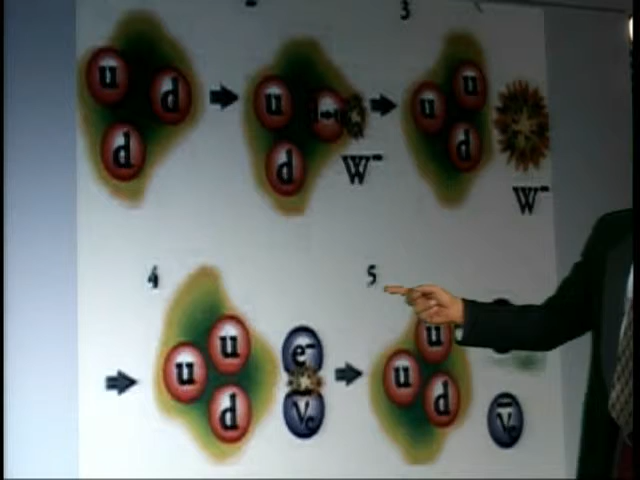 3
u d d
u d
W⁻
u u d
W⁻
4
u u d
e⁻
νₑ
5
u u d
ν̄ₑ